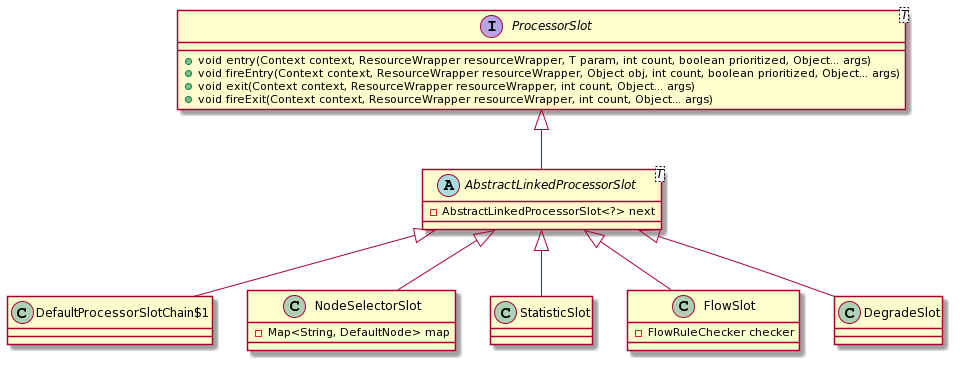 I ProcessorSlot T
void entry(Context context, ResourceWrapper resourceWrapper, T param, int count, boolean prioritized, Object... args)
void fireEntry(Context context, ResourceWrapper resourceWrapper, Object obj, int count, boolean prioritized, Object... args)
void exit(Context context, ResourceWrapper resourceWrapper, int count, Object... args)
void fireExit(Context context, ResourceWrapper resourceWrapper, int count, Object... args)
A AbstractLinkedProcessorSlot T
AbstractLinkedProcessorSlot<?> next
C DefaultProcessorSlotChain$1
C NodeSelectorSlot
Map<String, DefaultNode> map
C StatisticSlot
C FlowSlot
FlowRuleChecker checker
C DegradeSlot